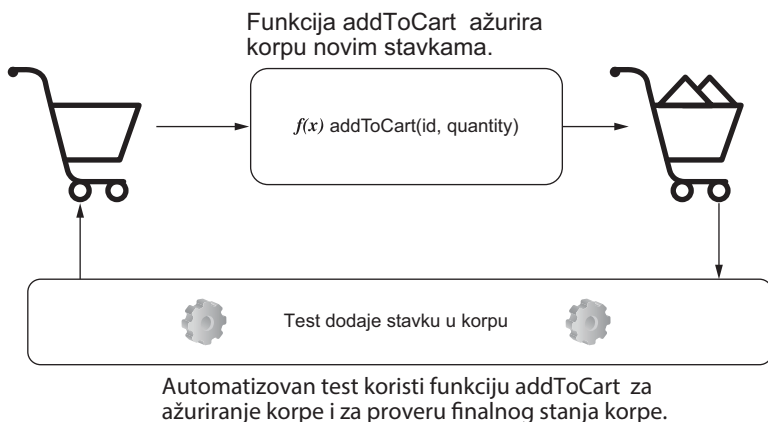 Funkcija addToCart ažurira
korpu novim stavkama.
f(x) addToCart(id, quantity)
Test dodaje stavku u korpu
Automatizovan test koristi funkciju addToCart za
ažuriranje korpe i za proveru finalnog stanja korpe.